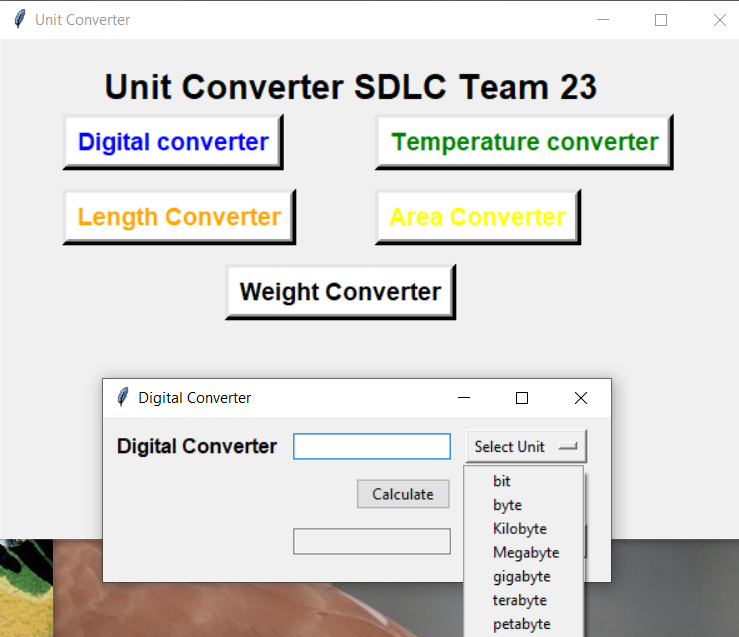 Unit Converter
Unit Converter SDLC Team 23
Digital converter
Temperature converter
Length Converter
Area Converter
Weight Converter
Digital Converter
Digital Converter
Select Unit
Calculate
bit
byte
Kilobyte
Megabyte
gigabyte
terabyte
petabyte